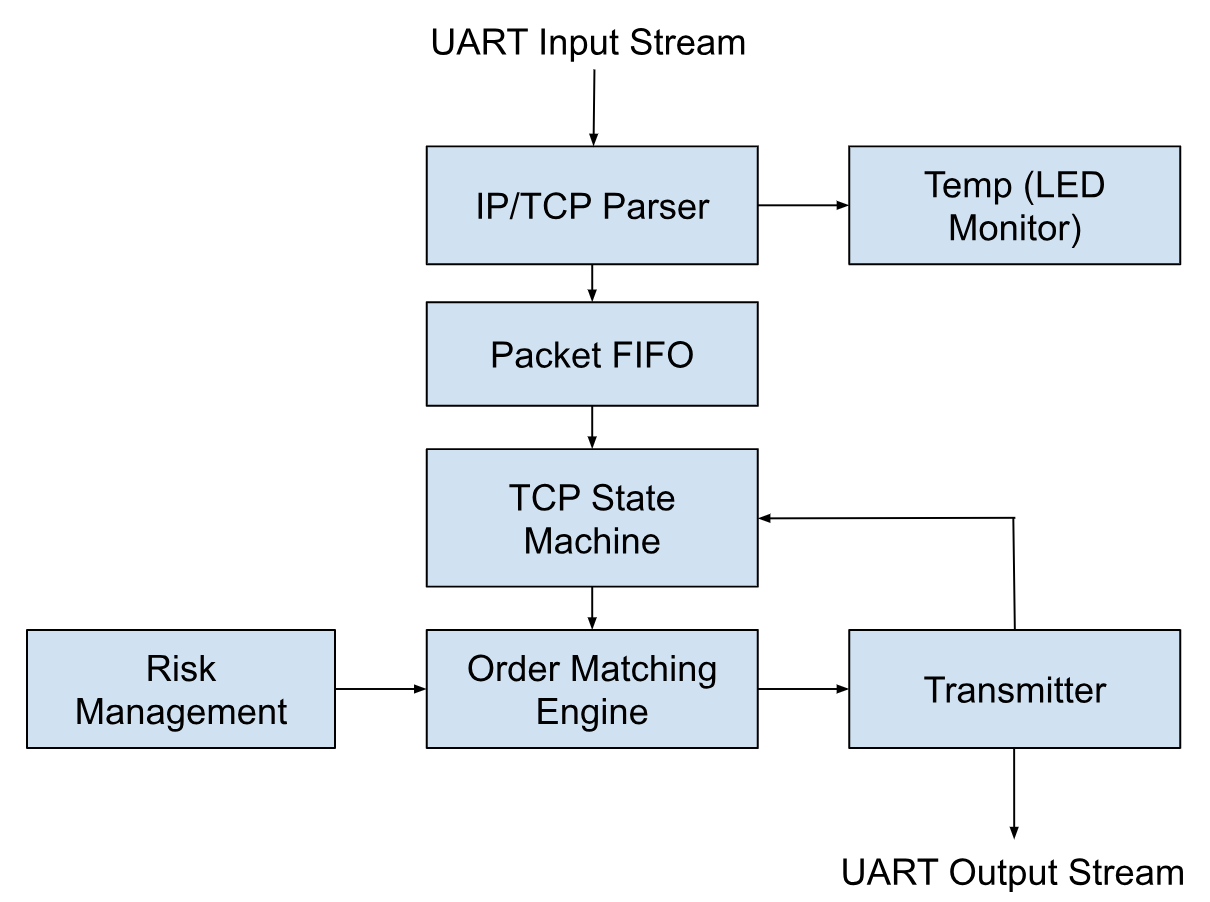 UART Input Stream
IP/TCP Parser
Temp (LED
Monitor)
Packet FIFO
TCP State
Machine
Risk
Management
Order Matching
Engine
Transmitter
UART Output Stream